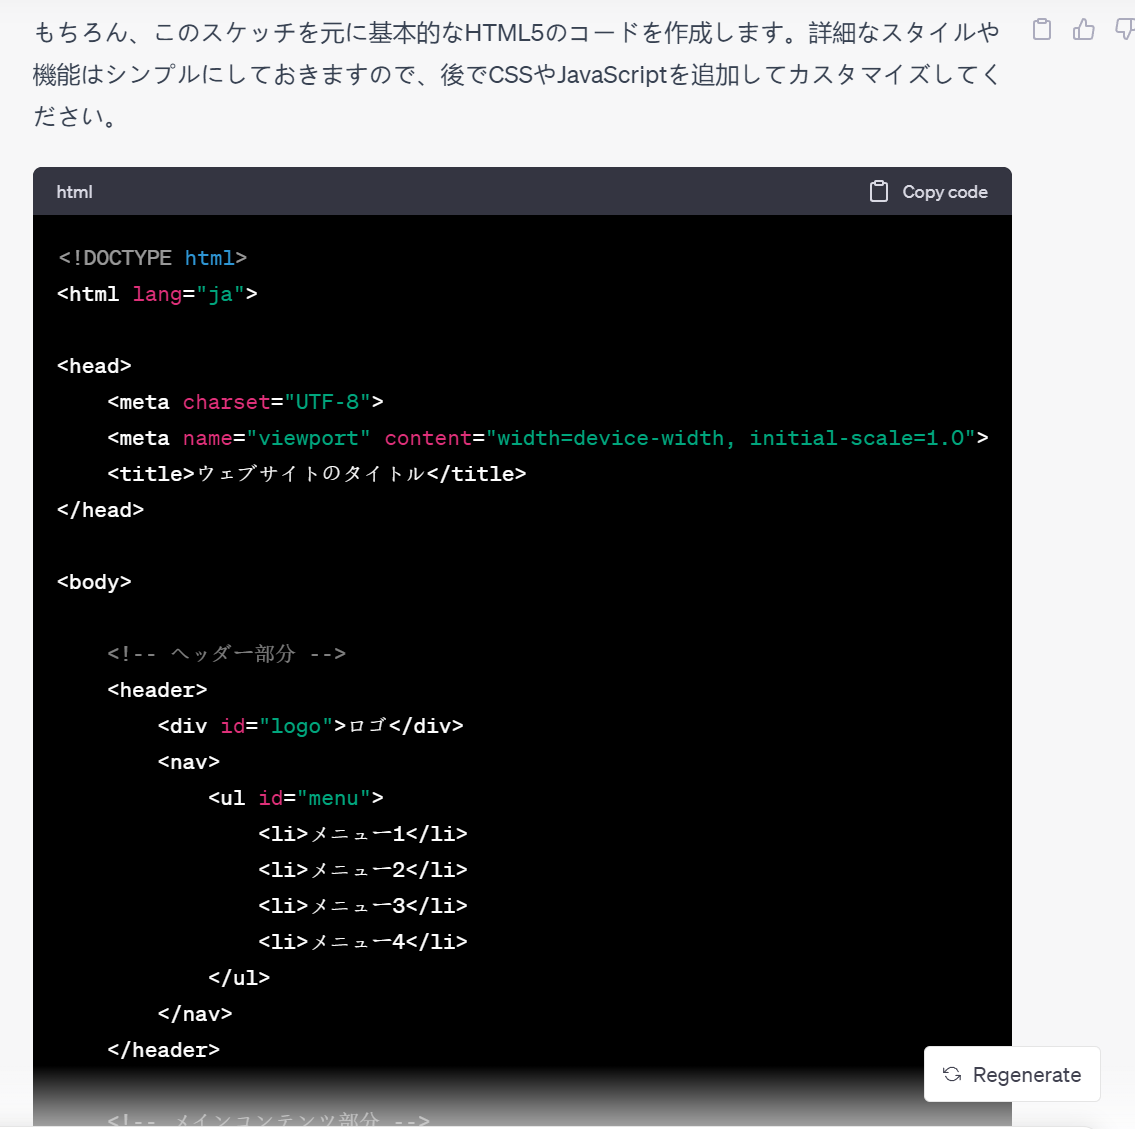 もちろん、このスケッチを元に基本的なHTML5のコードを作成します。詳細なスタイルや
機能はシンプルにしておきますので、後でCSSやJavaScriptを追加してカスタマイズしてく
ださい。
html
Copy code
<!DOCTYPE html>
<html lang="ja">
<head>
<meta charset="UTF-8">
<meta name="viewport" content="width=device-width, initial-scale=1.0">
<title>ウェブサイトのタイトル</title>
</head>
<body>
<!-- ヘッダー部分 -->
<header>
<div id="logo">ロゴ</div>
<nav>
<ul id="menu">
<li>メニュー1</li>
<li>メニュー2</li>
<li>メニュー3</li>
<li>メニュー4</li>
</ul>
</nav>
</header>
Regenerate
<!-- メインコンテンツ部分 -->